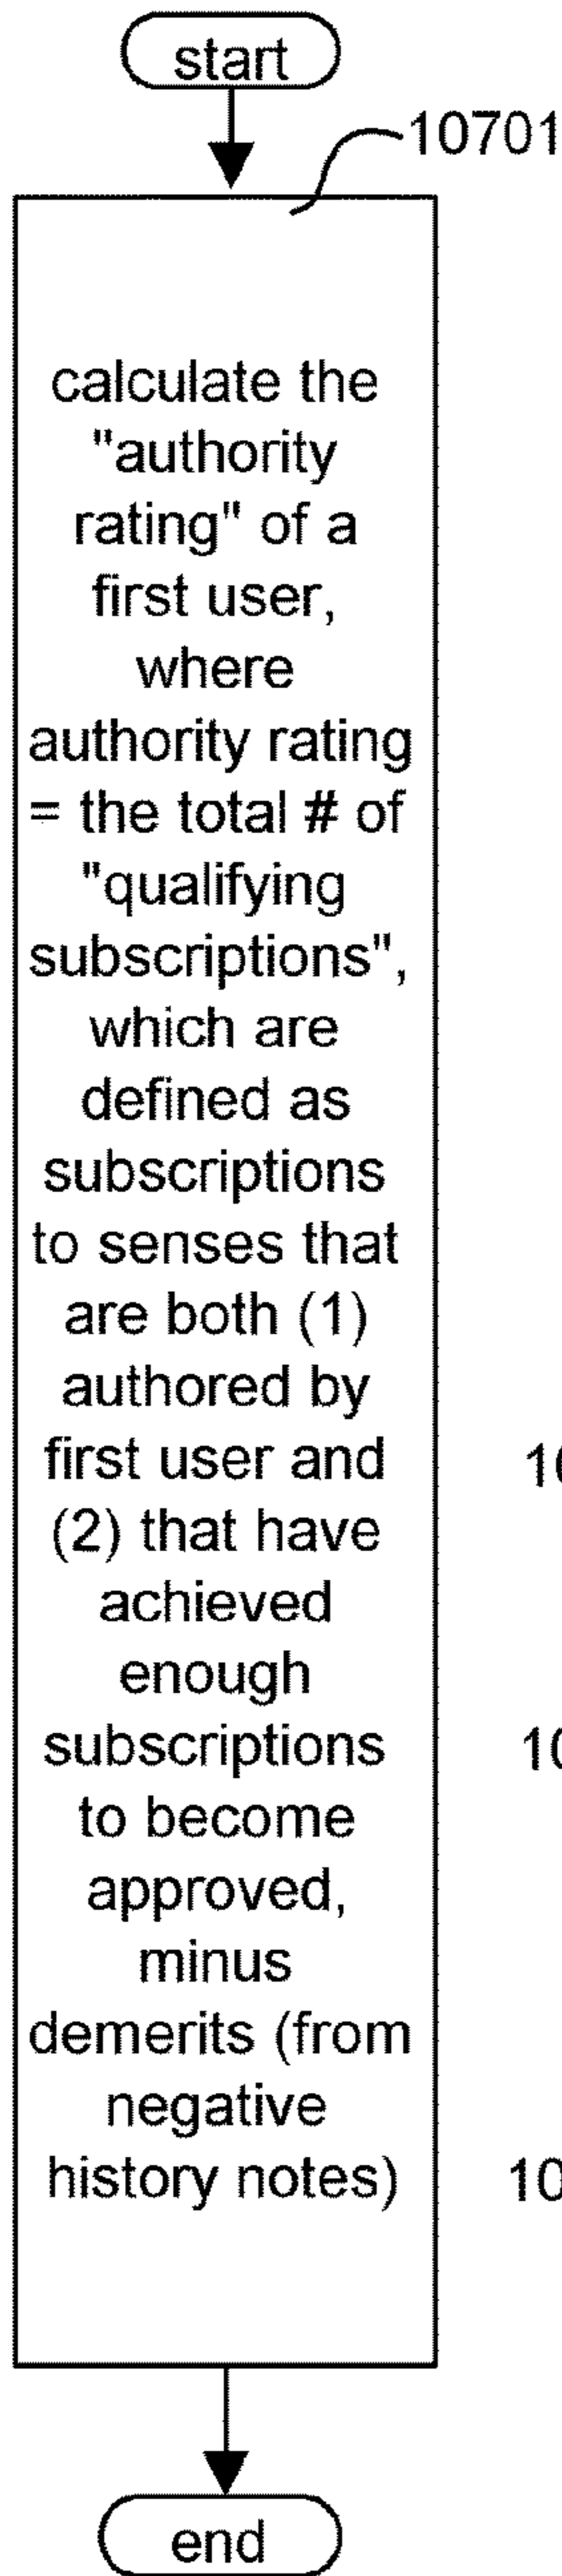 start
10701
calculate the
"authority
rating" of a
first user,
where
authority rating
= the total # of
"qualifying
subscriptions",
which are
defined as
subscriptions
to senses that
are both (1)
authored by
first user and
(2) that have
achieved
enough
subscriptions
to become
approved,
minus
demerits (from
negative
history notes)
end